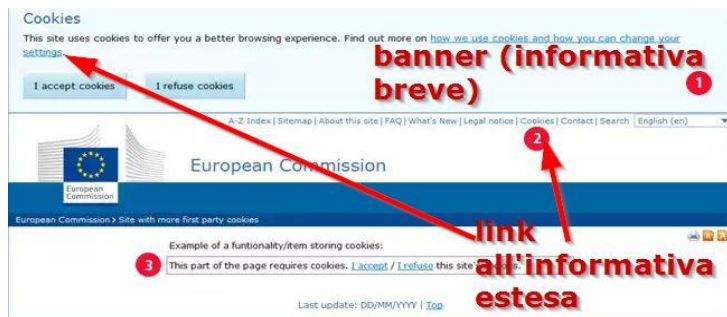 Cookies
This site uses cookies to offer you a better browsing experience. Find out more on how we use cookies and how you can change your
settings.
banner (informativa
breve)
1
I accept cookies I refuse cookies
A-Z Index | Sitemap | About this site | FAQ | What's New | Legal notice | Cookies | Contact | Search English (en)
2
European Commission
European
Commission
European Commission > Site with more first party cookies
link
all'informativa
estesa
Example of a funtionality/item storing cookies:
3
This part of the page requires cookies. I accept / I refuse this site's cookies.
Last update: DD/MM/YYYY | Top